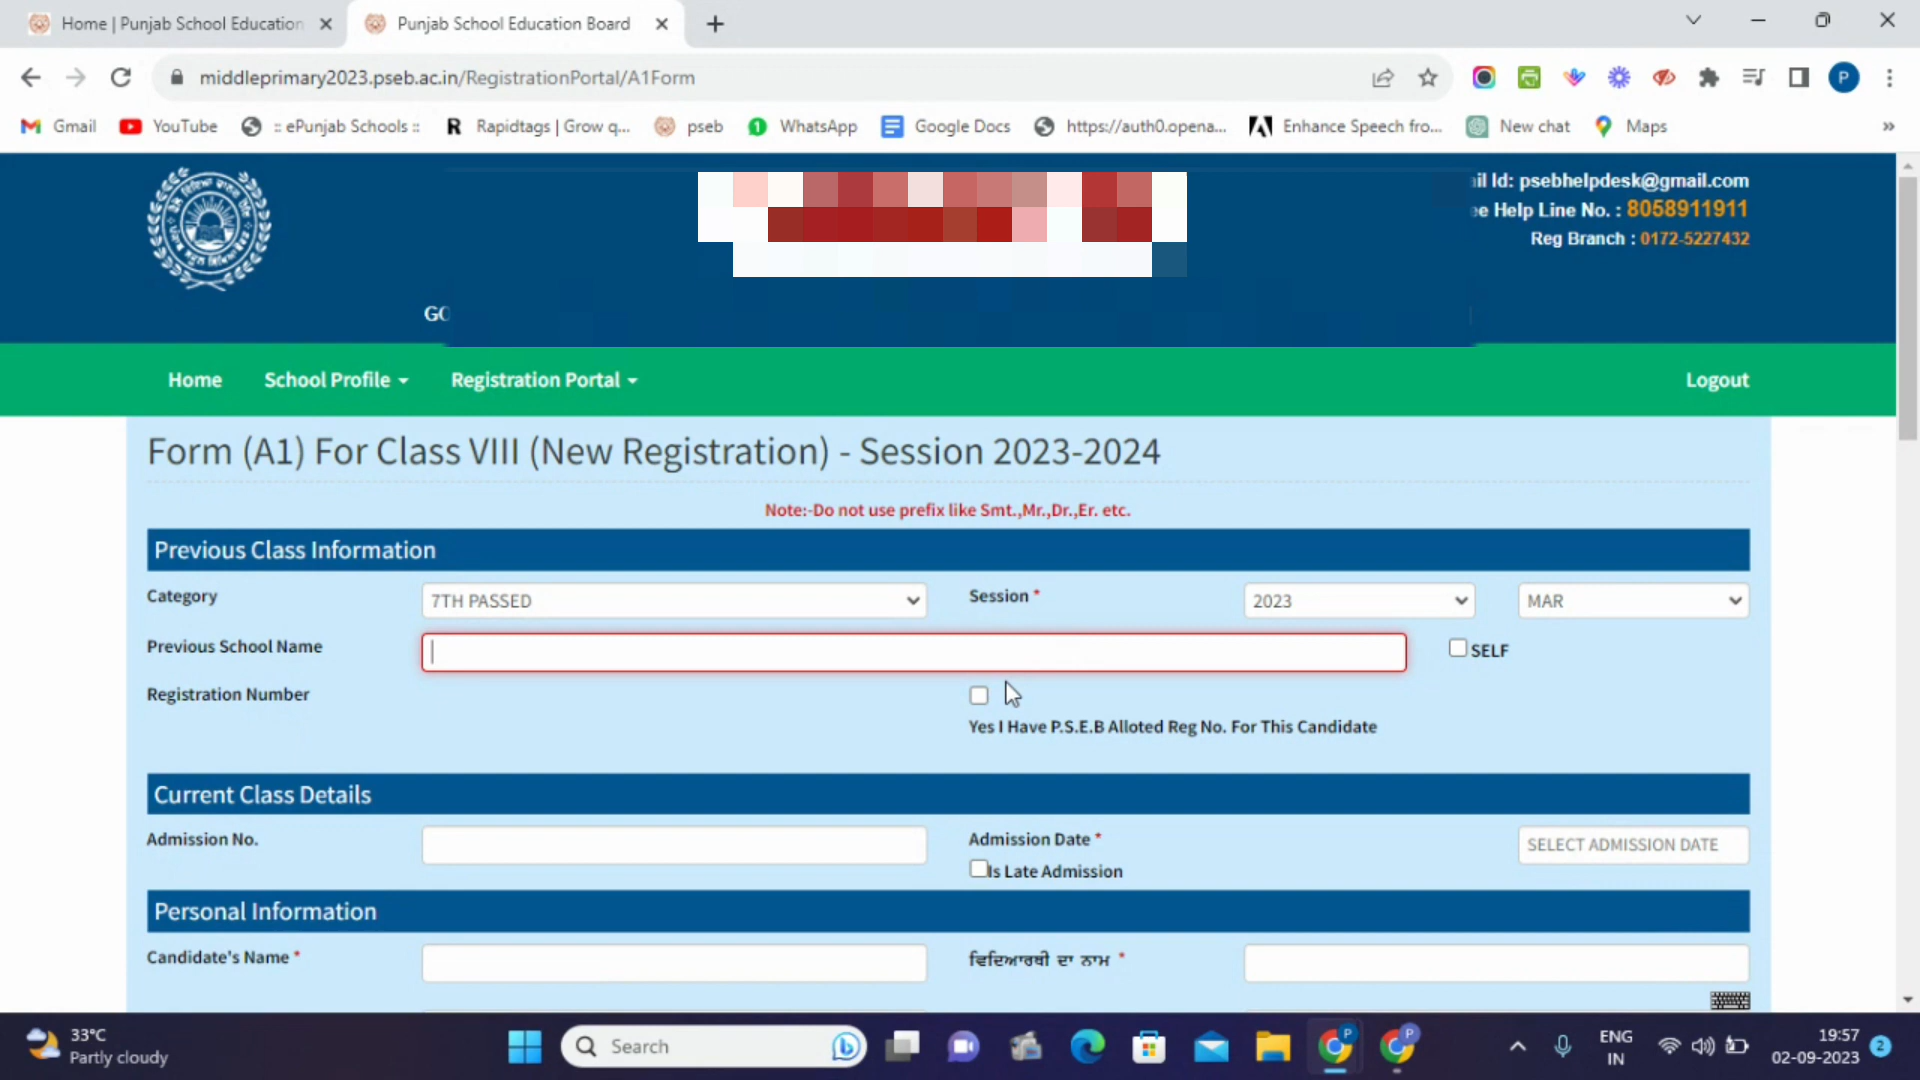 Home | Punjab School Education
Punjab School Education Board
middleprimary2023.pseb.ac.in/RegistrationPortal/A1Form
P
Gmail
YouTube
:: ePunjab Schools ::
R Rapidtags | Grow q...
pseb
1 WhatsApp
Google Docs
https://auth0.opena...
Enhance Speech fro...
New chat
Maps
»
il Id: psebhelpdesk@gmail.com
ee Help Line No. : 8058911911
Reg Branch : 0172-5227432
GO
Home
School Profile
Registration Portal
Logout
Form (A1) For Class VIII (New Registration) - Session 2023-2024
Note:-Do not use prefix like Smt.,Mr.,Dr.,Er. etc.
Previous Class Information
Category
7TH PASSED
Session *
2023
MAR
Previous School Name
SELF
Registration Number
Yes I Have P.S.E.B Alloted Reg No. For This Candidate
Current Class Details
Admission No.
Admission Date *
SELECT ADMISSION DATE
Is Late Admission
Personal Information
Candidate's Name *
ਵਿਦਿਆਰਥੀ ਦਾ ਨਾਮ *
33°C
Partly cloudy
Search
P
P
ENG
IN
19:57
02-09-2023
2